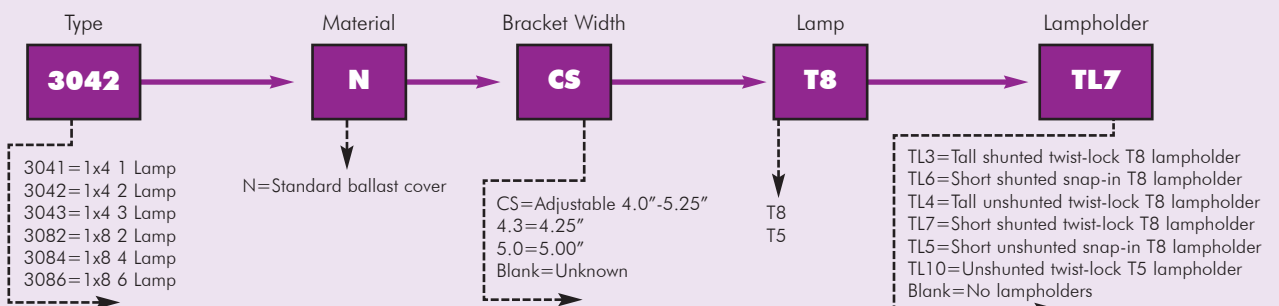 Type Material Bracket Width Lamp Lampholder
3042 N CS T8 TL7
3041=1x4 1 Lamp
3042=1x4 2 Lamp
3043=1x4 3 Lamp
3082=1x8 2 Lamp
3084=1x8 4 Lamp
3086=1x8 6 Lamp
N=Standard ballast cover
CS=Adjustable 4.0”-5.25”
4.3=4.25”
5.0=5.00”
Blank=Unknown
T8
T5
TL3=Tall shunted twist-lock T8 lampholder
TL6=Short shunted snap-in T8 lampholder
TL4=Tall unshunted twist-lock T8 lampholder
TL7=Short shunted twist-lock T8 lampholder
TL5=Short unshunted snap-in T8 lampholder
TL10=Unshunted twist-lock T5 lampholder
Blank=No lampholders